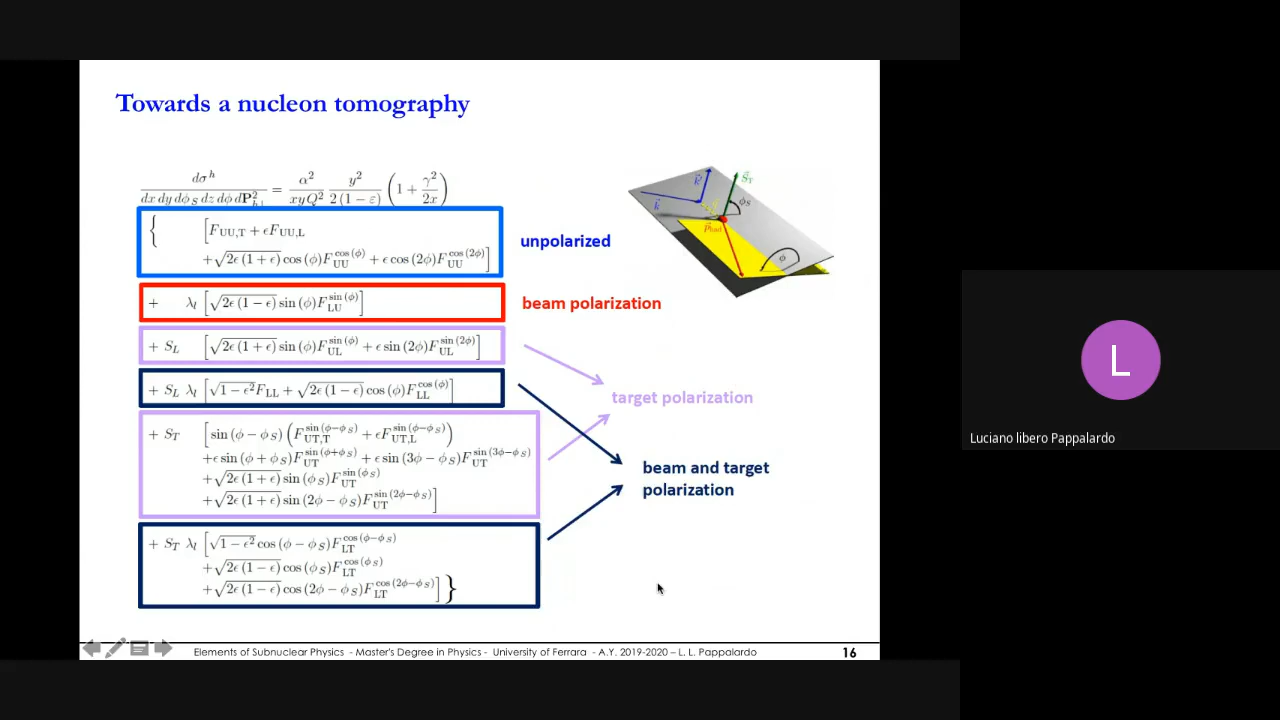 Towards a nucleon tomography
dσ^h / dx dy dϕ_S dz dϕ dP²_h⊥ = α²/xyQ² y²/2(1 − ε) (1 + γ²/2x)
{ [F_UU,T + ϵF_UU,L
+√2ϵ(1 + ϵ) cos(ϕ)F_UU^cos(ϕ) + ϵ cos(2ϕ)F_UU^cos(2ϕ)]
unpolarized
+ λ_l [√2ϵ(1 − ϵ) sin(ϕ)F_LU^sin(ϕ)]
beam polarization
+ S_L [√2ϵ(1 + ϵ) sin(ϕ)F_UL^sin(ϕ) + ϵ sin(2ϕ)F_UL^sin(2ϕ)]
+ S_L λ_l [√1 − ϵ² F_LL + √2ϵ(1 − ϵ) cos(ϕ)F_LL^cos(ϕ)]
target polarization
+ S_T [sin(ϕ − ϕ_S) (F_UT,T^sin(ϕ−ϕ_S) + ϵF_UT,L^sin(ϕ−ϕ_S))
+ϵ sin(ϕ + ϕ_S)F_UT^sin(ϕ+ϕ_S) + ϵ sin(3ϕ − ϕ_S)F_UT^sin(3ϕ−ϕ_S)
+√2ϵ(1 + ϵ) sin(ϕ_S)F_UT^sin(ϕ_S)
+√2ϵ(1 + ϵ) sin(2ϕ − ϕ_S)F_UT^sin(2ϕ−ϕ_S)]
beam and target
polarization
+ S_T λ_l [√1 − ϵ² cos(ϕ − ϕ_S)F_LT^cos(ϕ−ϕ_S)
+√2ϵ(1 − ϵ) cos(ϕ_S)F_LT^cos(ϕ_S)
+√2ϵ(1 − ϵ) cos(2ϕ − ϕ_S)F_LT^cos(2ϕ−ϕ_S)] }
k
k'
S_T
ϕ_S
p_had
ϕ
Elements of Subnuclear Physics - Master's Degree in Physics - University of Ferrara - A.Y. 2019-2020 – L. L. Pappalardo
16
L
Luciano libero Pappalardo